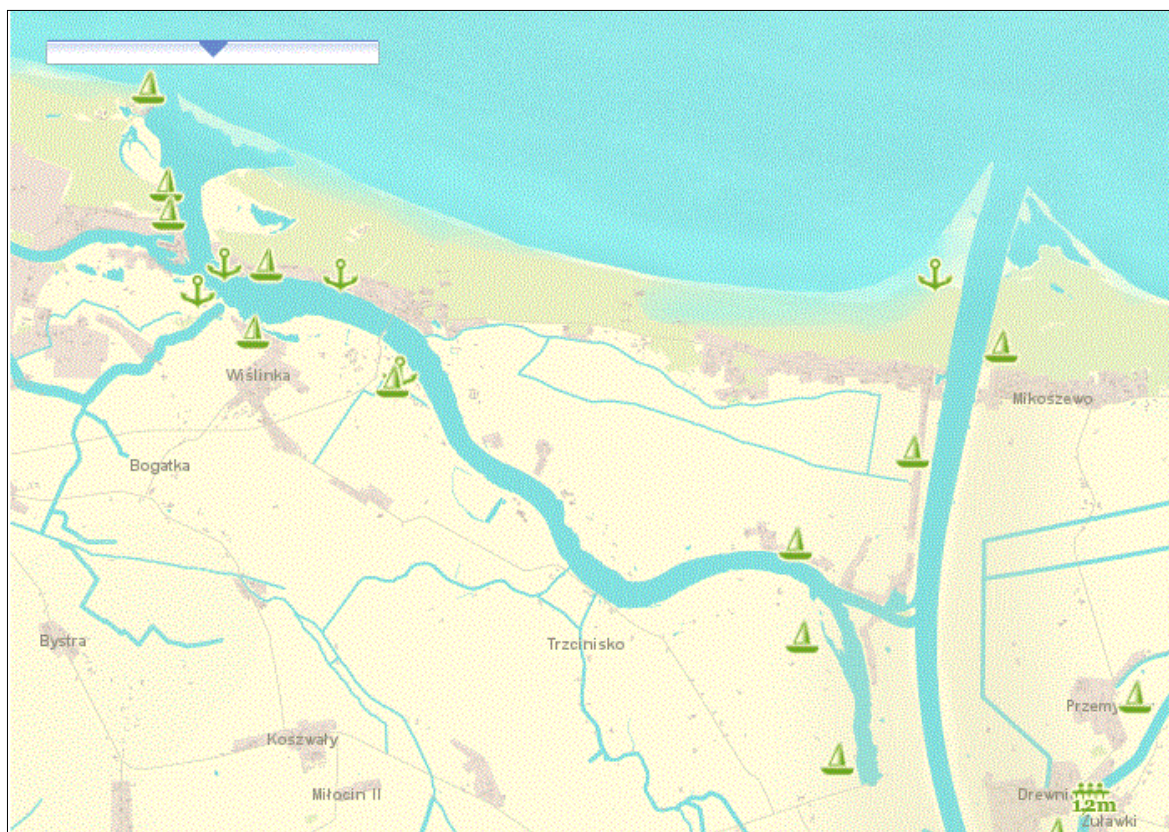 Wiślinka
Mikoszewo
Bogatka
Bystra
Trzcinisko
Przemy
Koszwały
Miłocin II
Drewni
1,2m
Żuławki